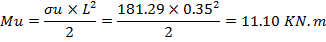 Mu = σu × L² / 2 = 181.29 × 0.35² / 2 = 11.10 KN.m